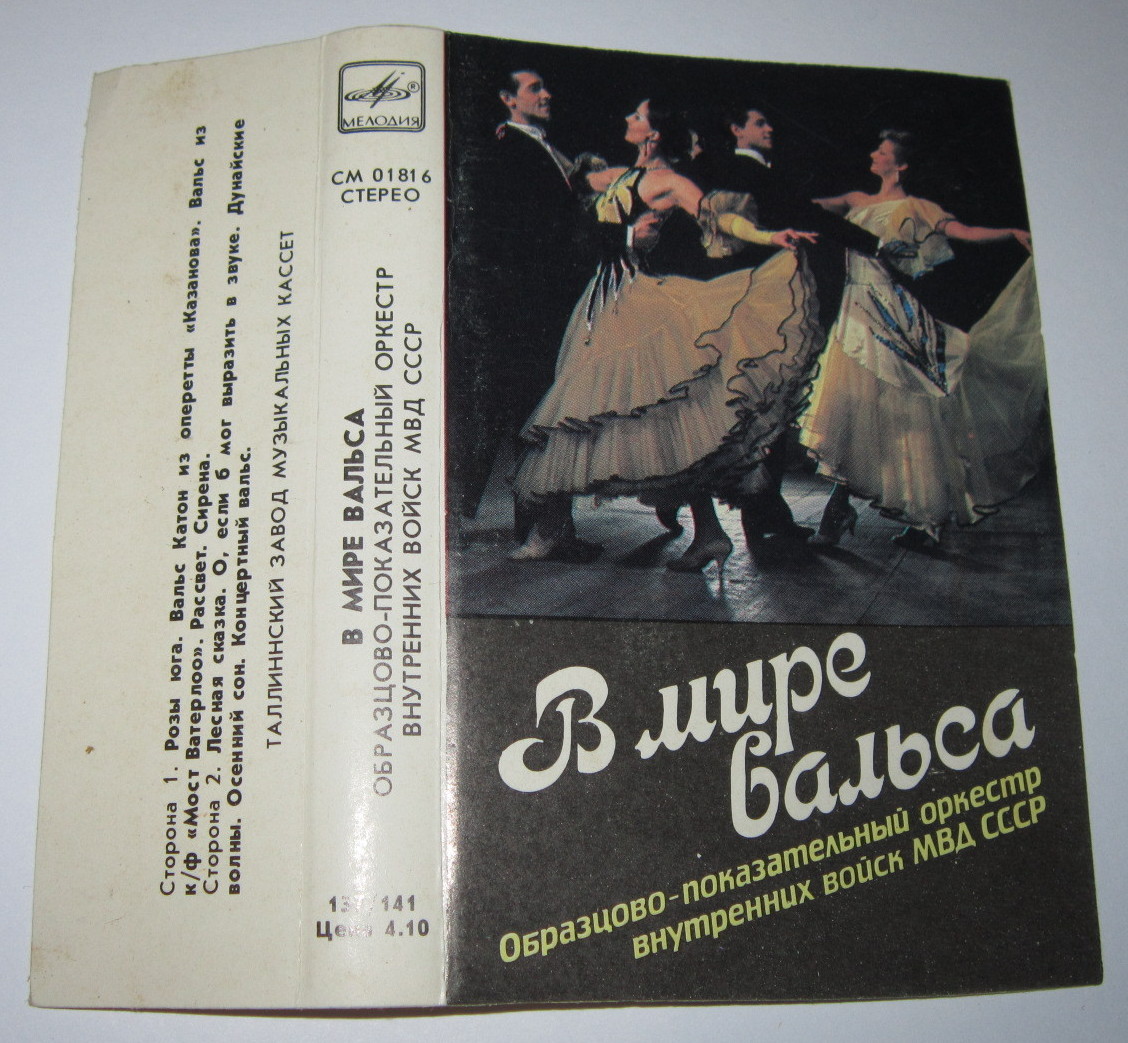 Сторона 1. Розы юга. Вальс Катон из оперетты «Казанова». Вальс из
к/ф «Мост Ватерлоо». Рассвет. Сирена.
Сторона 2. Лесная сказка. О, если б мог выразить в звуке. Дунайские
волны. Осенний сон. Концертный вальс.
ТАЛЛИННСКИЙ ЗАВОД МУЗЫКАЛЬНЫХ КАССЕТ
МЕЛОДИЯ
СМ 01816
СТЕРЕО
В МИРЕ ВАЛЬСА
ОБРАЗЦОВО-ПОКАЗАТЕЛЬНЫЙ ОРКЕСТР
ВНУТРЕННИХ ВОЙСК МВД СССР
141
Цена 4.10
В мире
вальса
Образцово-показательный оркестр
внутренних войск МВД СССР